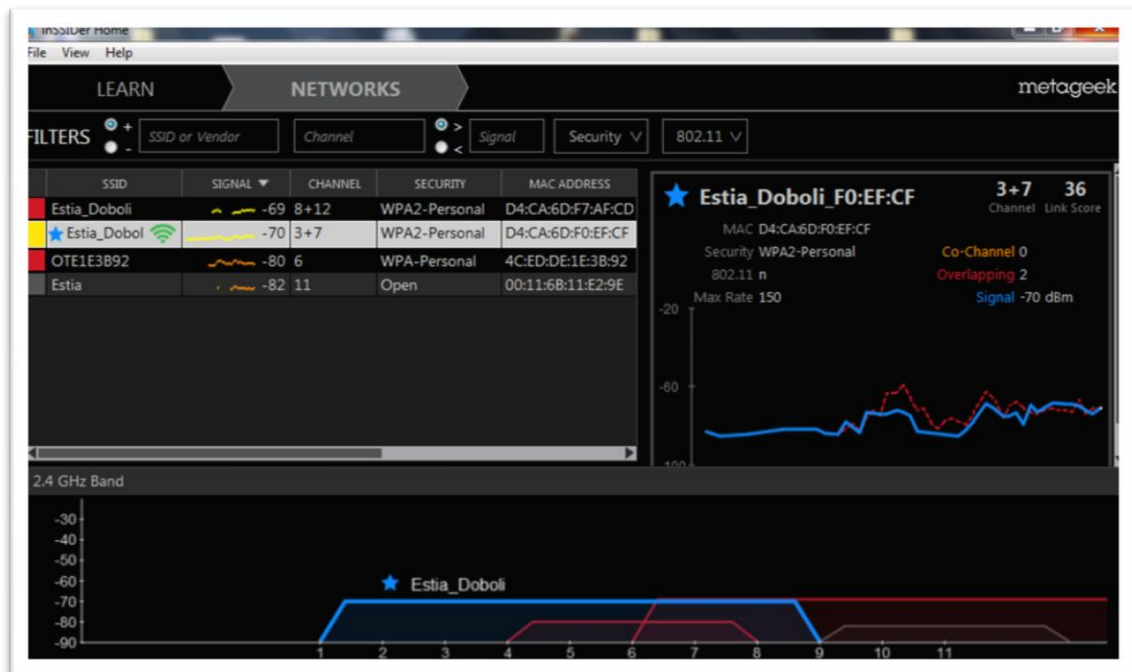 inSSIDer Home
File View Help
LEARN NETWORKS metageek
FILTERS + - SSID or Vendor Channel > < Signal Security 802.11
SSID SIGNAL CHANNEL SECURITY MAC ADDRESS
Estia_Doboli -69 8+12 WPA2-Personal D4:CA:6D:F7:AF:CD
Estia_Dobol -70 3+7 WPA2-Personal D4:CA:6D:F0:EF:CF
OTE1E3B92 -80 6 WPA-Personal 4C:ED:DE:1E:3B:92
Estia -82 11 Open 00:11:6B:11:E2:9E
Estia_Doboli_F0:EF:CF 3+7 36
Channel Link Score
MAC D4:CA:6D:F0:EF:CF
Security WPA2-Personal Co-Channel 0
802.11 n Overlapping 2
Max Rate 150 Signal -70 dBm
-20
-60
-100
2.4 GHz Band
-30
-40
-50
-60 Estia_Doboli
-70
-80
-90
1 2 3 4 5 6 7 8 9 10 11